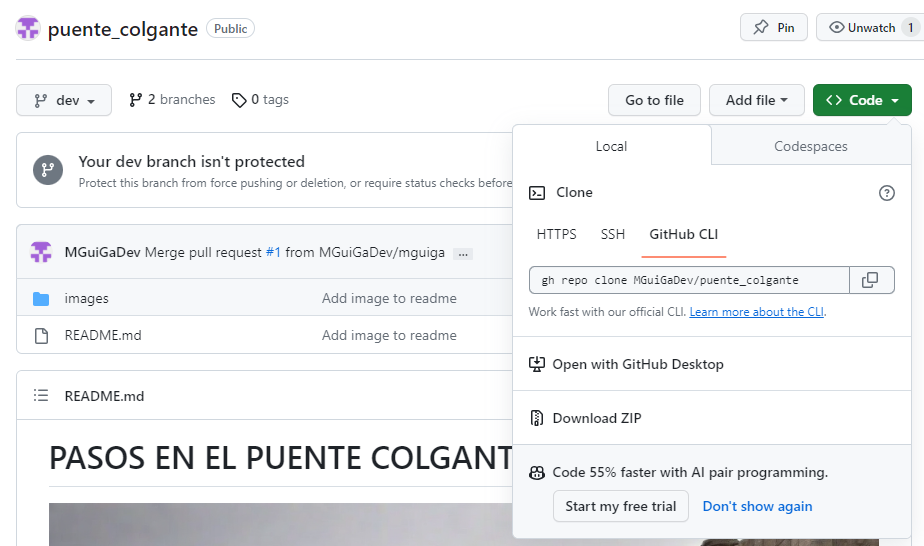 puente_colgante Public Pin Unwatch 1
dev 2 branches 0 tags Go to file Add file <> Code
Your dev branch isn't protected
Protect this branch from force pushing or deletion, or require status checks before
MGuiGaDev Merge pull request #1 from MGuiGaDev/mguiga ...
images Add image to readme
README.md Add image to readme
README.md
PASOS EN EL PUENTE COLGANT
Local Codespaces
Clone
HTTPS SSH GitHub CLI
gh repo clone MGuiGaDev/puente_colgante
Work fast with our official CLI. Learn more about the CLI.
Open with GitHub Desktop
Download ZIP
Code 55% faster with AI pair programming.
Start my free trial Don't show again